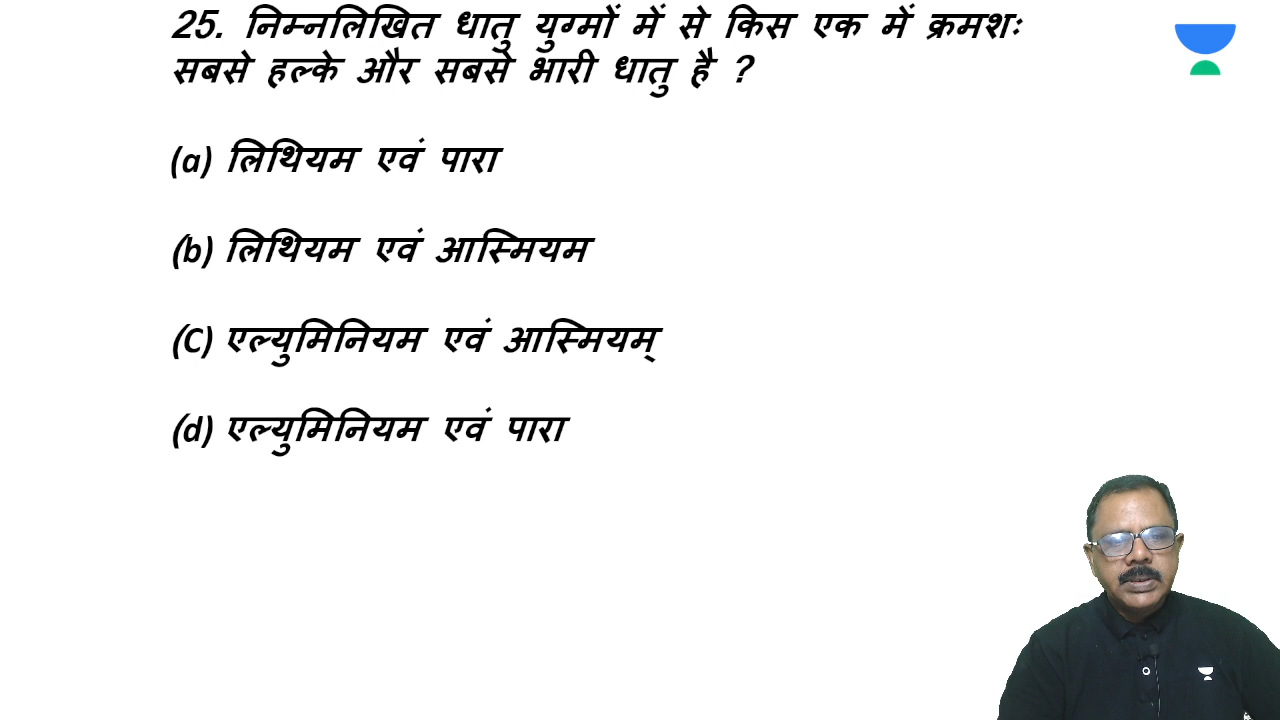 25. निम्नलिखित धातु युग्मों में से किस एक में क्रमशः
सबसे हल्के और सबसे भारी धातु है ?
(a) लिथियम एवं पारा
(b) लिथियम एवं आस्मियम
(C) एल्युमिनियम एवं आस्मियम्
(d) एल्युमिनियम एवं पारा